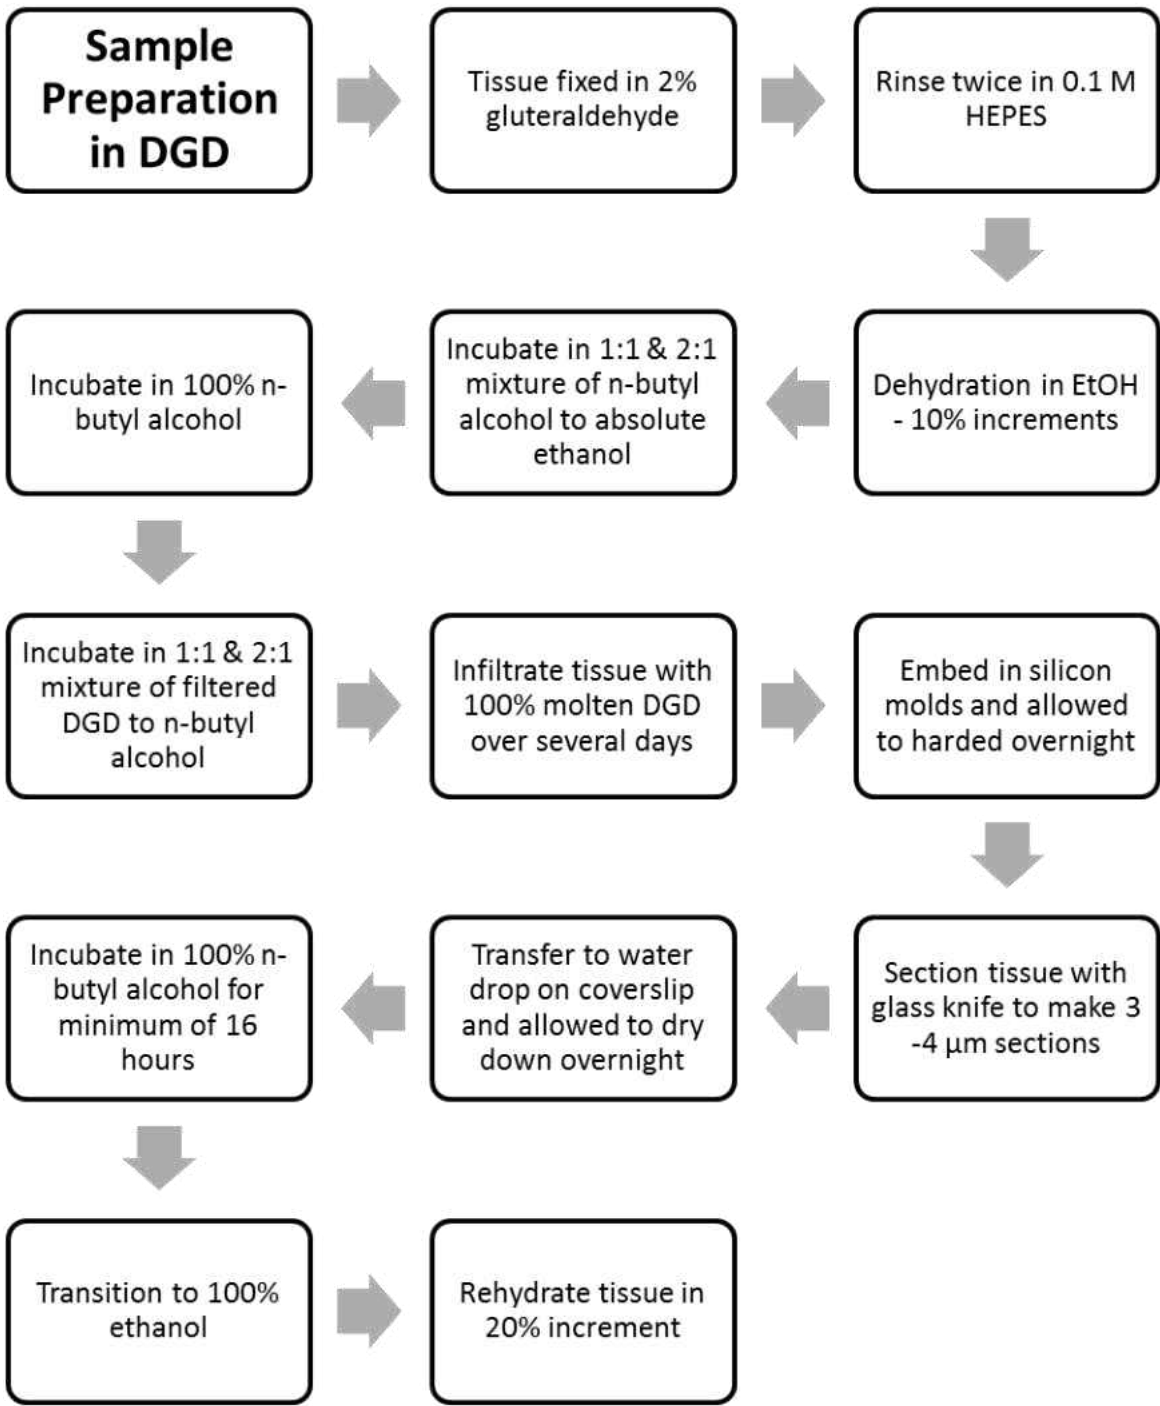 Sample
Preparation
in DGD
Tissue fixed in 2%
gluteraldehyde
Rinse twice in 0.1 M
HEPES
Dehydration in EtOH
- 10% increments
Incubate in 1:1 & 2:1
mixture of n-butyl
alcohol to absolute
ethanol
Incubate in 100% n-
butyl alcohol
Incubate in 1:1 & 2:1
mixture of filtered
DGD to n-butyl
alcohol
Infiltrate tissue with
100% molten DGD
over several days
Embed in silicon
molds and allowed
to harded overnight
Section tissue with
glass knife to make 3
-4 µm sections
Transfer to water
drop on coverslip
and allowed to dry
down overnight
Incubate in 100% n-
butyl alcohol for
minimum of 16
hours
Transition to 100%
ethanol
Rehydrate tissue in
20% increment